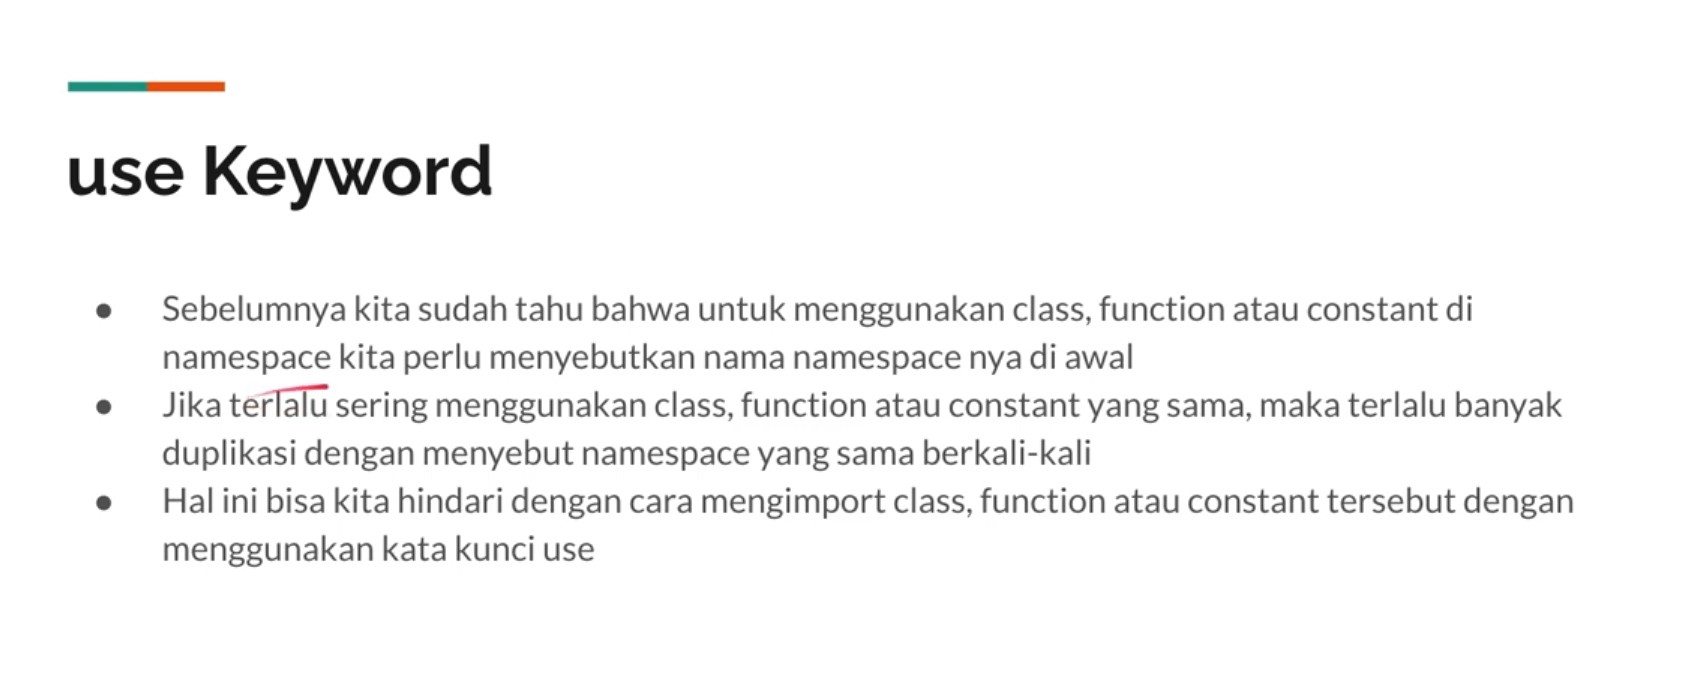 use Keyword
● Sebelumnya kita sudah tahu bahwa untuk menggunakan class, function atau constant di
namespace kita perlu menyebutkan nama namespace nya di awal
● Jika terlalu sering menggunakan class, function atau constant yang sama, maka terlalu banyak
duplikasi dengan menyebut namespace yang sama berkali-kali
● Hal ini bisa kita hindari dengan cara mengimport class, function atau constant tersebut dengan
menggunakan kata kunci use